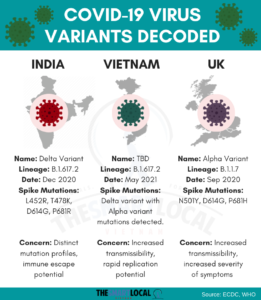 COVID-19 VIRUS
VARIANTS DECODED
INDIA
VIETNAM
UK
Name: Delta Variant
Lineage: B.1.617.2
Date: Dec 2020
Spike Mutations:
L452R, T478K,
D614G, P681R
Name: TBD
Lineage: B.1.617.2
Date: May 2021
Spike Mutations:
Delta variant with
Alpha variant
mutations detected.
Name: Alpha Variant
Lineage: B.1.1.7
Date: Sep 2020
Spike Mutations:
N501Y, D614G, P681H
Concern: Distinct
mutation profiles,
immune escape
potential
Concern: Increased
transmissibility,
rapid replication
potential
Concern: Increased
transmissibility,
increased severity
of symptoms
Source: ECDC, WHO